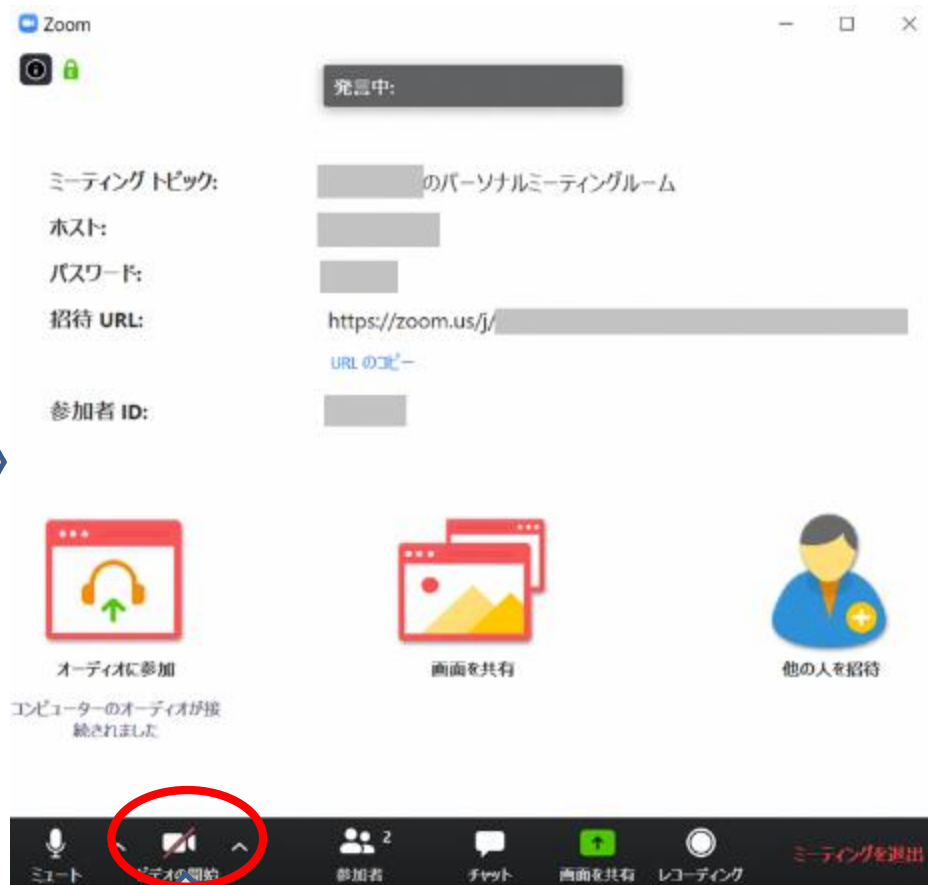 Zoom
発言中:
ミーティング トピック: のパーソナルミーティングルーム
ホスト:
パスワード:
招待 URL: https://zoom.us/j/
URL のコピー
参加者 ID:
オーディオに参加 画面を共有 他の人を招待
コンピューターのオーディオが接
続されました
2
ミュート ビデオの開始 参加者 チャット 画面を共有 レコーディング ミーティングを退出